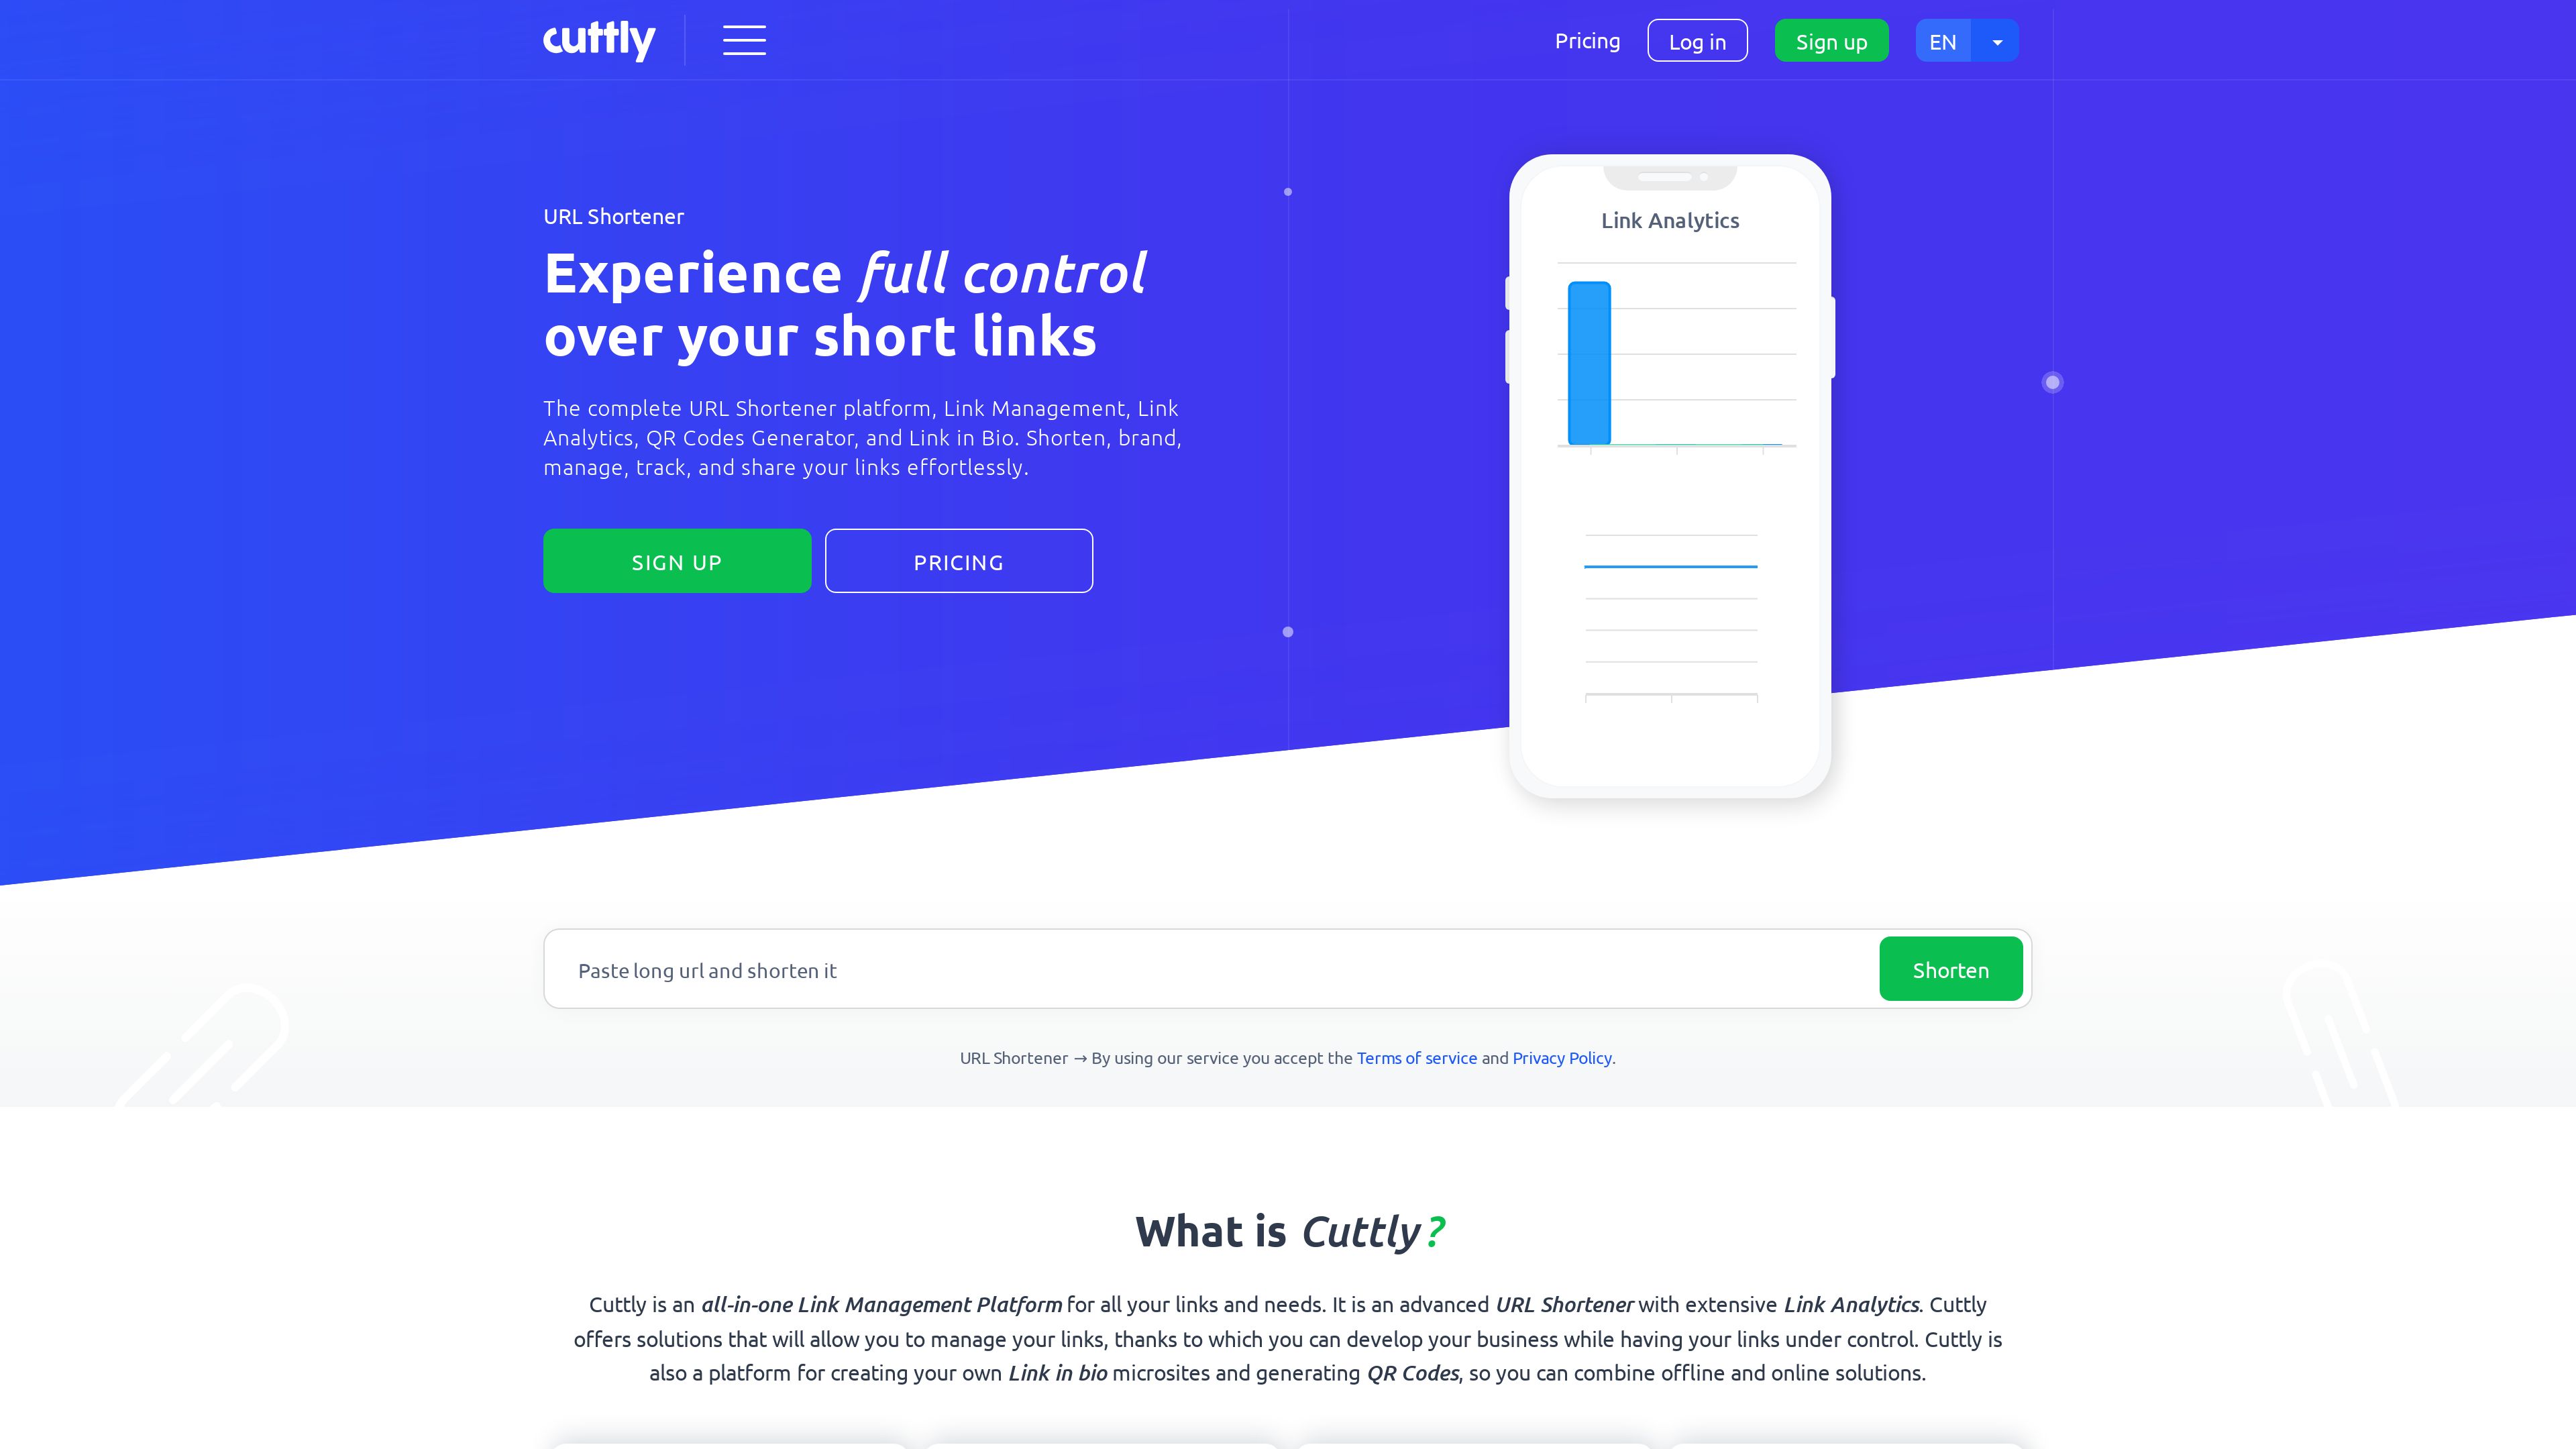 cuttly
Pricing
Log in
Sign up
EN
URL Shortener
Experience full control
over your short links
The complete URL Shortener platform, Link Management, Link
Analytics, QR Codes Generator, and Link in Bio. Shorten, brand,
manage, track, and share your links effortlessly.
SIGN UP
PRICING
Link Analytics
Paste long url and shorten it
Shorten
URL Shortener → By using our service you accept the Terms of service and Privacy Policy.
What is Cuttly?
Cuttly is an all-in-one Link Management Platform for all your links and needs. It is an advanced URL Shortener with extensive Link Analytics. Cuttly
offers solutions that will allow you to manage your links, thanks to which you can develop your business while having your links under control. Cuttly is
also a platform for creating your own Link in bio microsites and generating QR Codes, so you can combine offline and online solutions.